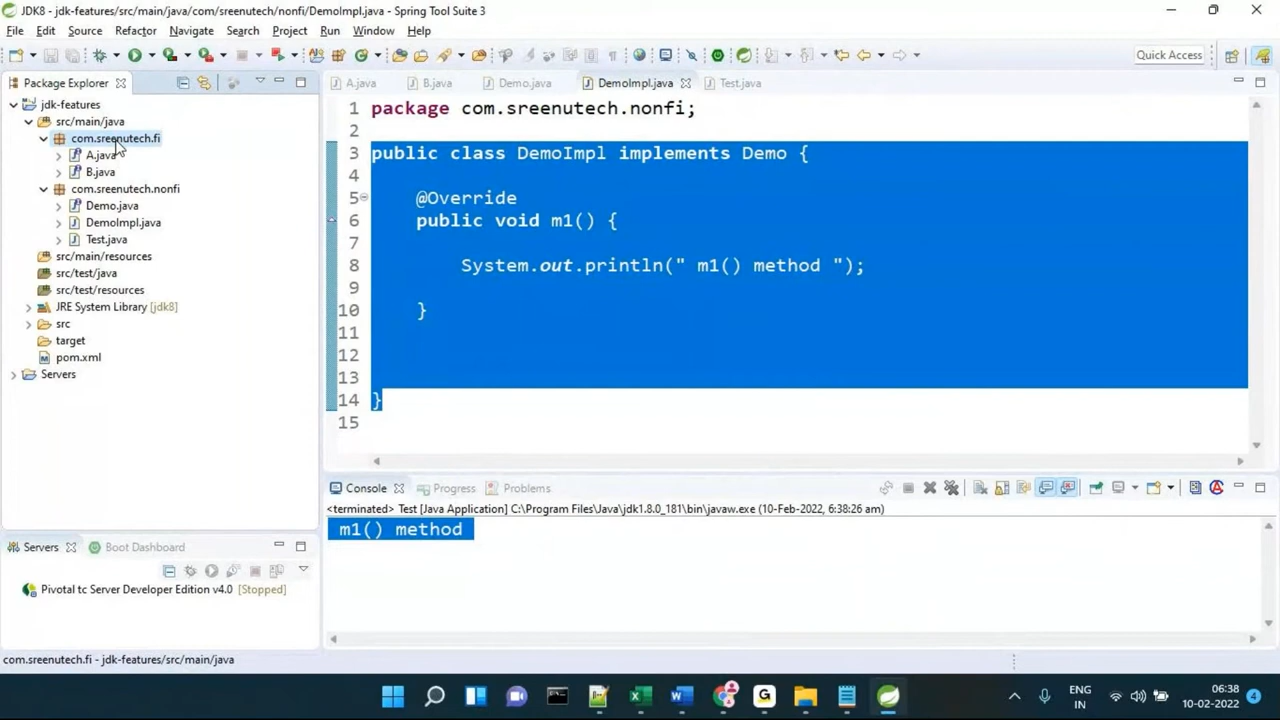 JDK8 - jdk-features/src/main/java/com/sreenutech/nonfi/DemoImpl.java - Spring Tool Suite 3
File Edit Source Refactor Navigate Search Project Run Window Help
Quick Access
Package Explorer
jdk-features
src/main/java
com.sreenutech.fi
A.java
B.java
com.sreenutech.nonfi
Demo.java
DemoImpl.java
Test.java
src/main/resources
src/test/java
src/test/resources
JRE System Library [jdk8]
src
target
pom.xml
Servers
A.java B.java Demo.java DemoImpl.java Test.java
1 package com.sreenutech.nonfi;
2
3 public class DemoImpl implements Demo {
4
5 @Override
6 public void m1() {
7
8 System.out.println(" m1() method ");
9
10 }
11
12
13
14 }
15
Console Progress Problems
<terminated> Test [Java Application] C:\Program Files\Java\jdk1.8.0_181\bin\javaw.exe (10-Feb-2022, 6:38:26 am)
m1() method
Servers Boot Dashboard
Pivotal tc Server Developer Edition v4.0 [Stopped]
com.sreenutech.fi - jdk-features/src/main/java
ENG
IN
06:38
10-02-2022
4